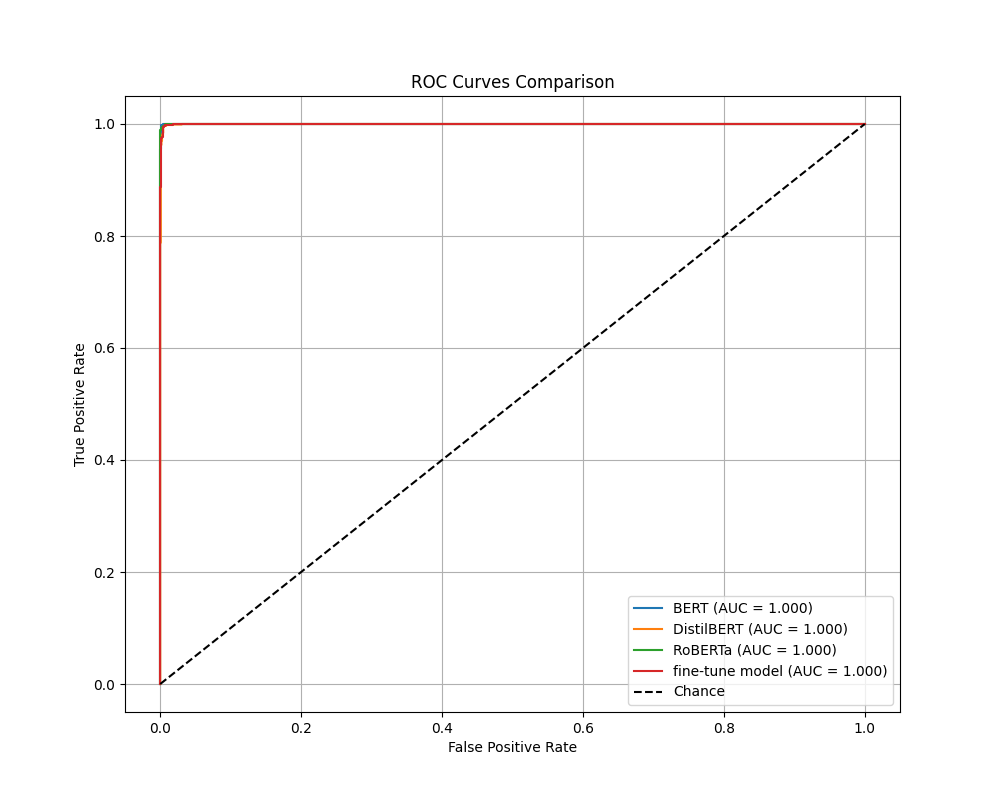 ROC Curves Comparison
1.0
0.8
0.6
0.4
0.2
0.0
True Positive Rate
0.0 0.2 0.4 0.6 0.8 1.0
False Positive Rate
BERT (AUC = 1.000)
DistilBERT (AUC = 1.000)
RoBERTa (AUC = 1.000)
fine-tune model (AUC = 1.000)
Chance